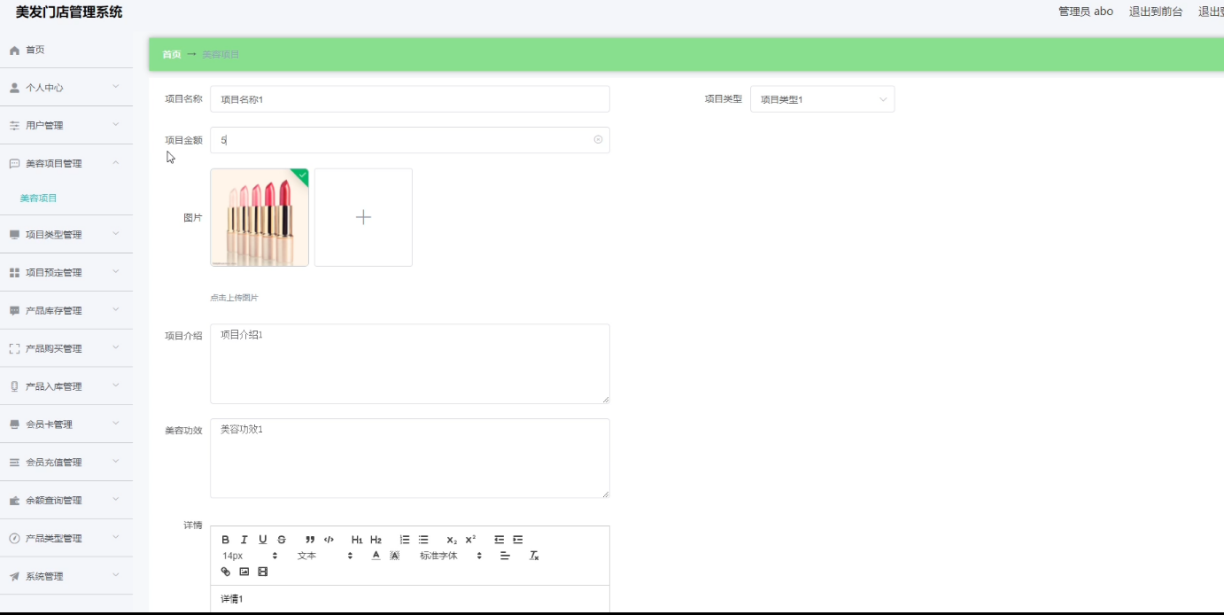 美发门店管理系统
管理员 abo 退出到前台 退出
首页
首页 → 美容项目
个人中心
用户管理
美容项目管理
美容项目
项目类型管理
项目预定管理
产品库存管理
产品购买管理
产品入库管理
会员卡管理
会员充值管理
余额查询管理
产品类型管理
系统管理
项目名称 项目名称1
项目类型 项目类型1
项目金额 5
图片
点击上传图片
项目介绍 项目介绍1
美容功效 美容功效1
详情
B I U S ❞ </> H1 H2 X₂ X²
14px 文本 A A 标准字体 Tx
详情1